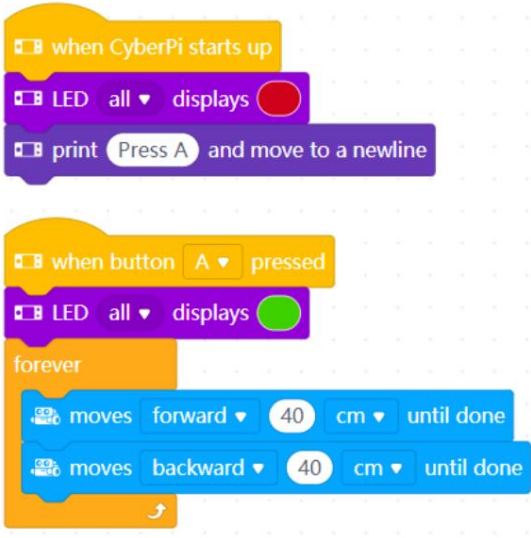 when CyberPi starts up
LED all displays
print Press A and move to a newline
when button A pressed
LED all displays
forever
moves forward 40 cm until done
moves backward 40 cm until done